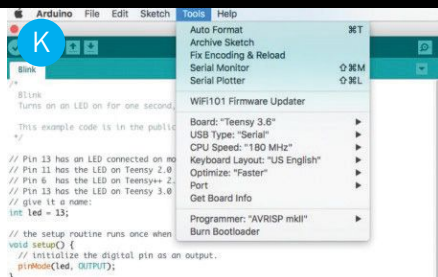 Arduino File Edit Sketch Tools Help
K
Blink
Auto Format ⌘T
Archive Sketch
Fix Encoding & Reload
Serial Monitor ⇧⌘M
Serial Plotter ⇧⌘L
WiFi101 Firmware Updater
Board: "Teensy 3.6"
USB Type: "Serial"
CPU Speed: "180 MHz"
Keyboard Layout: "US English"
Optimize: "Faster"
Port
Get Board Info
Programmer: "AVRISP mkII"
Burn Bootloader
/*
Blink
Turns on an LED on for one second,
This example code is in the public
*/
// Pin 13 has an LED connected on mo
// Pin 11 has the LED on Teensy 2.0
// Pin 6 has the LED on Teensy++ 2.
// Pin 13 has the LED on Teensy 3.0
// give it a name:
int led = 13;
// the setup routine runs once when
void setup() {
// initialize the digital pin as an output.
pinMode(led, OUTPUT);
}